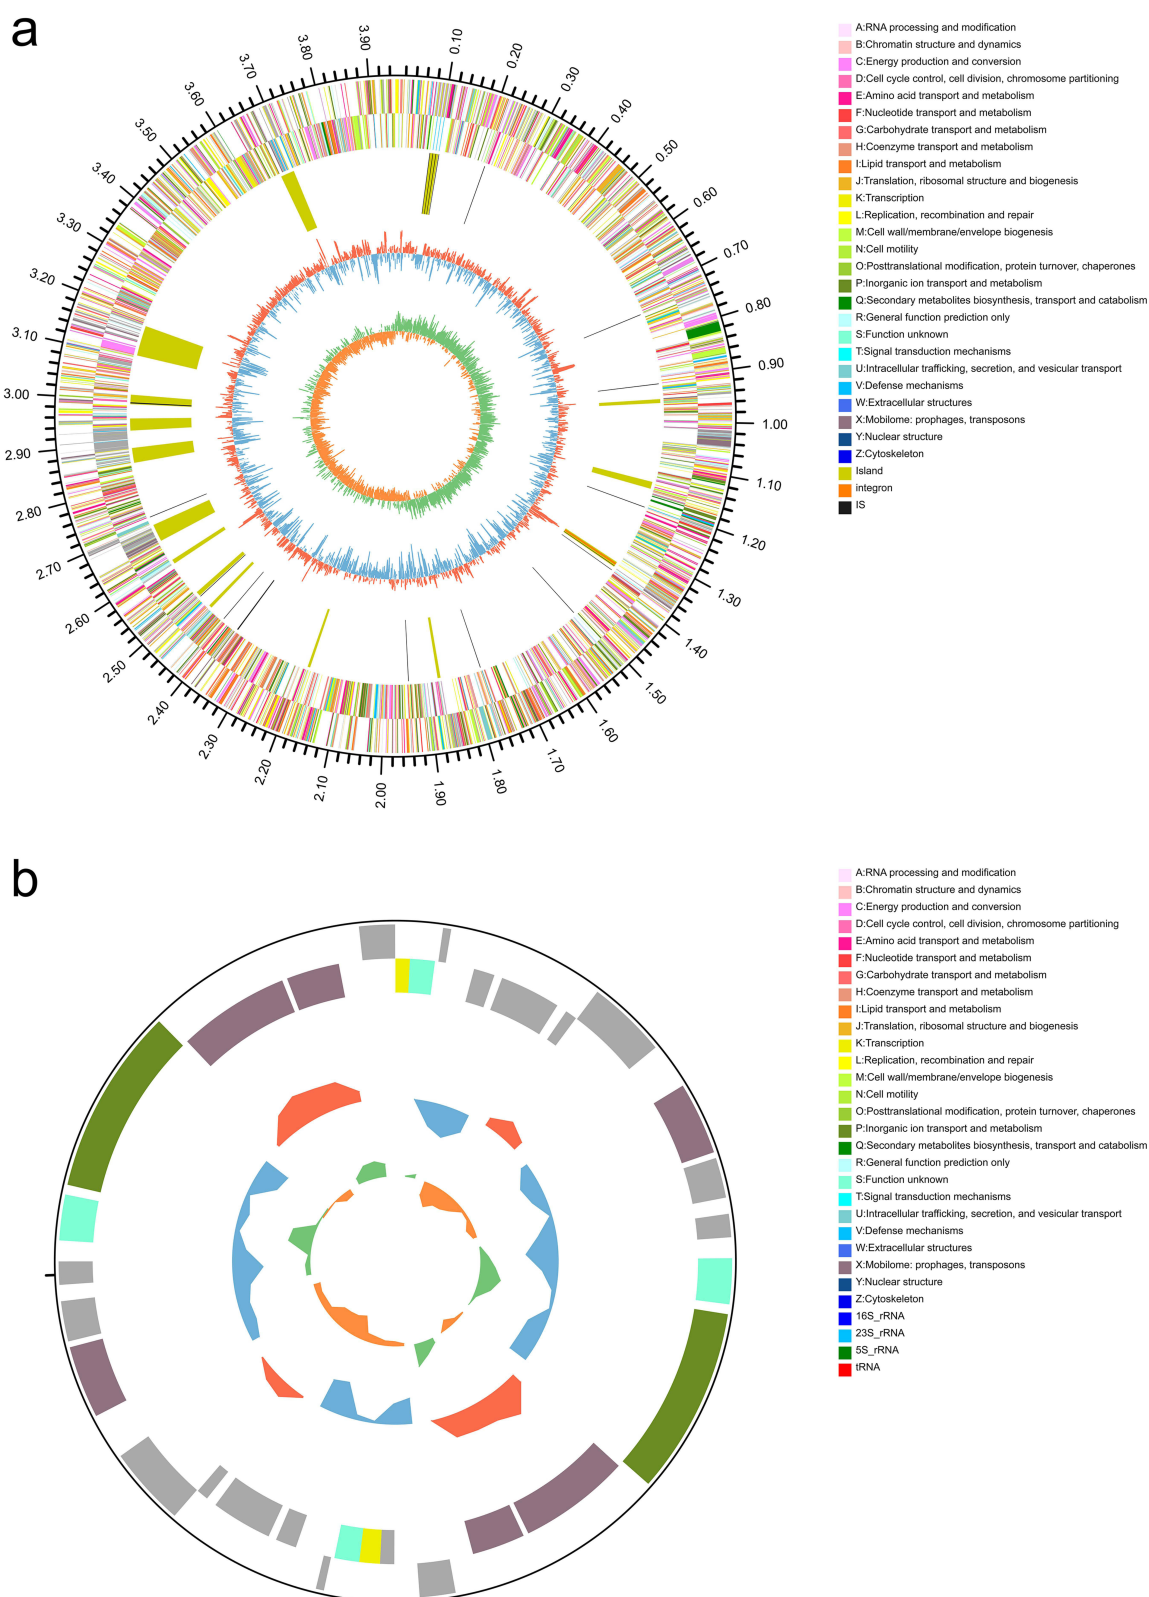 a
3.90
0.10
3.80
0.20
3.70
0.30
3.60
0.40
3.50
0.50
3.40
0.60
3.30
0.70
3.20
0.80
3.10
0.90
3.00
1.00
2.90
1.10
2.80
1.20
2.70
1.30
2.60
1.40
2.50
1.50
2.40
1.60
2.30
1.70
2.20
1.80
2.10
1.90
2.00
A:RNA processing and modification
B:Chromatin structure and dynamics
C:Energy production and conversion
D:Cell cycle control, cell division, chromosome partitioning
E:Amino acid transport and metabolism
F:Nucleotide transport and metabolism
G:Carbohydrate transport and metabolism
H:Coenzyme transport and metabolism
I:Lipid transport and metabolism
J:Translation, ribosomal structure and biogenesis
K:Transcription
L:Replication, recombination and repair
M:Cell wall/membrane/envelope biogenesis
N:Cell motility
O:Posttranslational modification, protein turnover, chaperones
P:Inorganic ion transport and metabolism
Q:Secondary metabolites biosynthesis, transport and catabolism
R:General function prediction only
S:Function unknown
T:Signal transduction mechanisms
U:Intracellular trafficking, secretion, and vesicular transport
V:Defense mechanisms
W:Extracellular structures
X:Mobilome: prophages, transposons
Y:Nuclear structure
Z:Cytoskeleton
Island
integron
IS
b
A:RNA processing and modification
B:Chromatin structure and dynamics
C:Energy production and conversion
D:Cell cycle control, cell division, chromosome partitioning
E:Amino acid transport and metabolism
F:Nucleotide transport and metabolism
G:Carbohydrate transport and metabolism
H:Coenzyme transport and metabolism
I:Lipid transport and metabolism
J:Translation, ribosomal structure and biogenesis
K:Transcription
L:Replication, recombination and repair
M:Cell wall/membrane/envelope biogenesis
N:Cell motility
O:Posttranslational modification, protein turnover, chaperones
P:Inorganic ion transport and metabolism
Q:Secondary metabolites biosynthesis, transport and catabolism
R:General function prediction only
S:Function unknown
T:Signal transduction mechanisms
U:Intracellular trafficking, secretion, and vesicular transport
V:Defense mechanisms
W:Extracellular structures
X:Mobilome: prophages, transposons
Y:Nuclear structure
Z:Cytoskeleton
16S_rRNA
23S_rRNA
5S_rRNA
tRNA